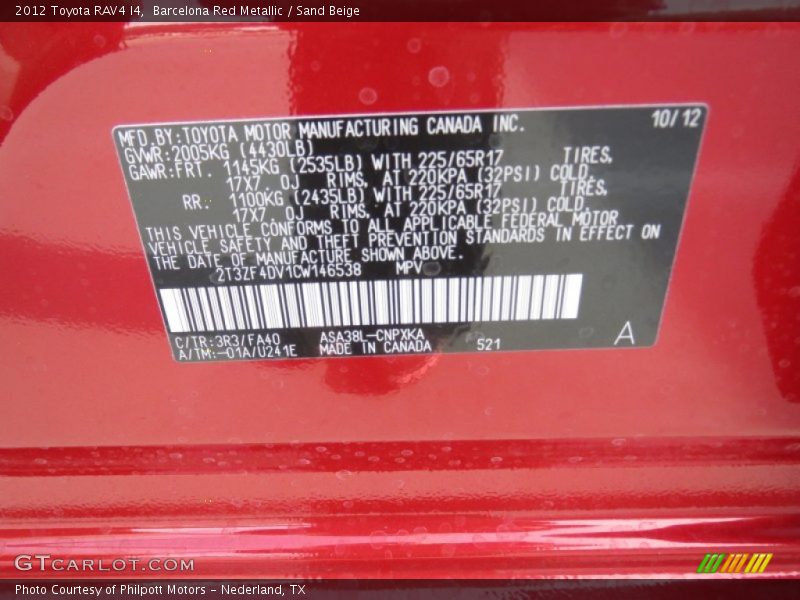 2012 Toyota RAV4 I4,  Barcelona Red Metallic / Sand Beige
MFD.BY:TOYOTA MOTOR MANUFACTURING CANADA INC. 10/12
GVWR:2005KG (4430LB)
GAWR:FRT. 1145KG (2535LB) WITH 225/65R17 TIRES,
17X7.0J RIMS, AT 220KPA (32PSI) COLD.
RR. 1100KG (2435LB) WITH 225/65R17 TIRES,
17X7.0J RIMS, AT 220KPA (32PSI) COLD.
THIS VEHICLE CONFORMS TO ALL APPLICABLE FEDERAL MOTOR
VEHICLE SAFETY AND THEFT PREVENTION STANDARDS IN EFFECT ON
THE DATE OF MANUFACTURE SHOWN ABOVE.
2T3ZF4DV1CW146538 MPV
C/TR:3R3/FA40 ASA38L-CNPXKA
A/TM:-01A/U241E MADE IN CANADA 521 A
GTCARLOT.COM
Photo Courtesy of Philpott Motors - Nederland, TX